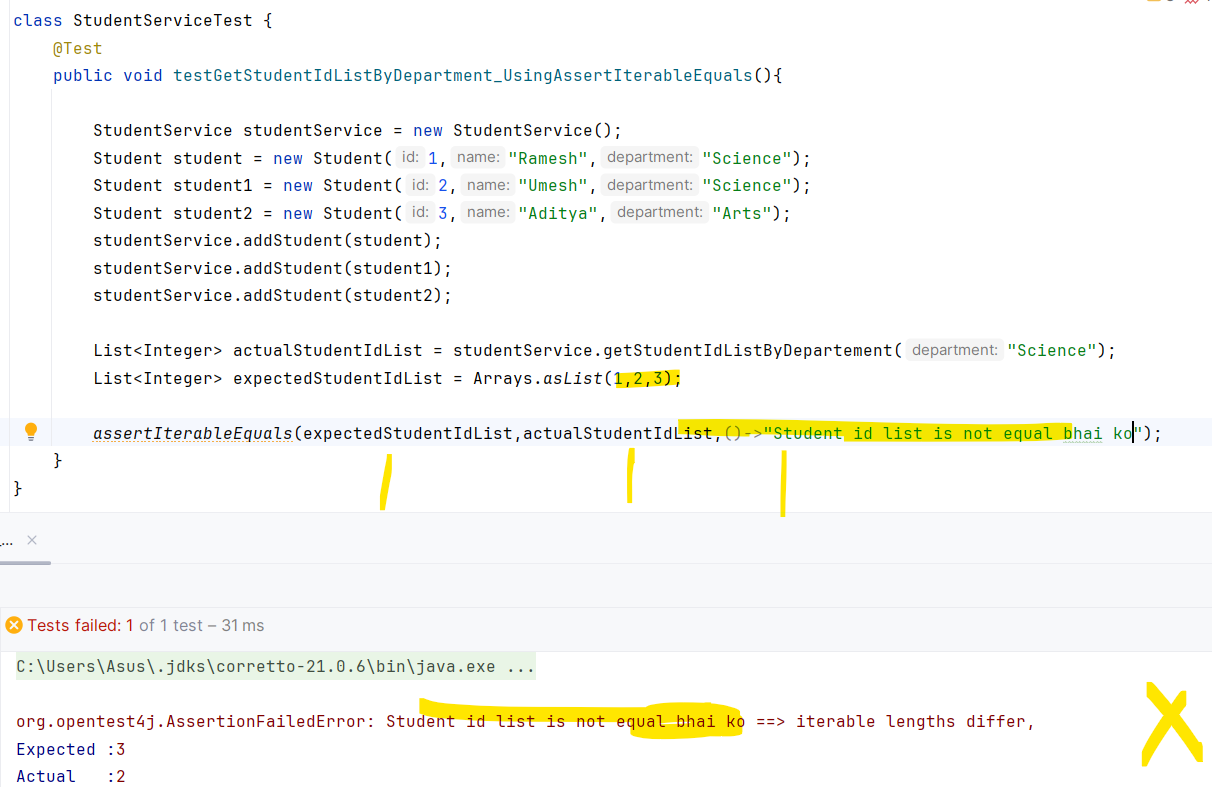 class StudentServiceTest {
@Test
public void testGetStudentIdListByDepartment_UsingAssertIterableEquals(){
StudentService studentService = new StudentService();
Student student = new Student( id: 1, name: "Ramesh", department: "Science");
Student student1 = new Student( id: 2, name: "Umesh", department: "Science");
Student student2 = new Student( id: 3, name: "Aditya", department: "Arts");
studentService.addStudent(student);
studentService.addStudent(student1);
studentService.addStudent(student2);
List<Integer> actualStudentIdList = studentService.getStudentIdListByDepartement( department: "Science");
List<Integer> expectedStudentIdList = Arrays.asList(1,2,3);
assertIterableEquals(expectedStudentIdList,actualStudentIdList,()->"Student id list is not equal bhai ko");
}
}
... ×
Tests failed: 1 of 1 test – 31 ms
C:\Users\Asus\.jdks\corretto-21.0.6\bin\java.exe ...
org.opentest4j.AssertionFailedError: Student id list is not equal bhai ko ==> iterable lengths differ,
Expected :3
Actual   :2